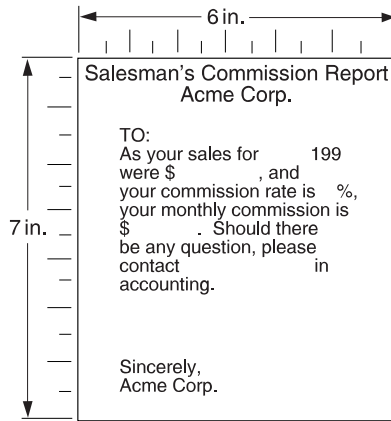 6 in.
Salesman's Commission Report
Acme Corp.
TO:
As your sales for 199
were $ , and
your commission rate is %,
your monthly commission is
$ . Should there
be any question, please
contact in
accounting.
7 in.
Sincerely,
Acme Corp.